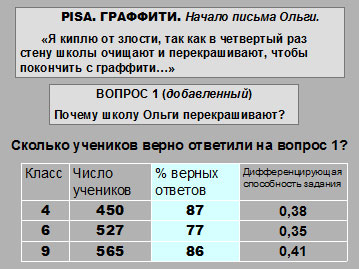 PISA. ГРАФФИТИ. Начало письма Ольги.
«Я киплю от злости, так как в четвертый раз
стену школы очищают и перекрашивают, чтобы
покончить с граффити…»
ВОПРОС 1 (добавленный)
Почему школу Ольги перекрашивают?
Сколько учеников верно ответили на вопрос 1?
Класс Число учеников % верных ответов Дифференцирующая способность задания
4 450 87 0,38
6 527 77 0,35
9 565 86 0,41